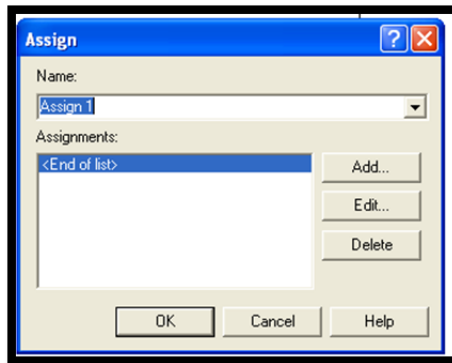 Assign
Name:
Assign 1
Assignments:
<End of list>
Add...
Edit...
Delete
OK Cancel Help